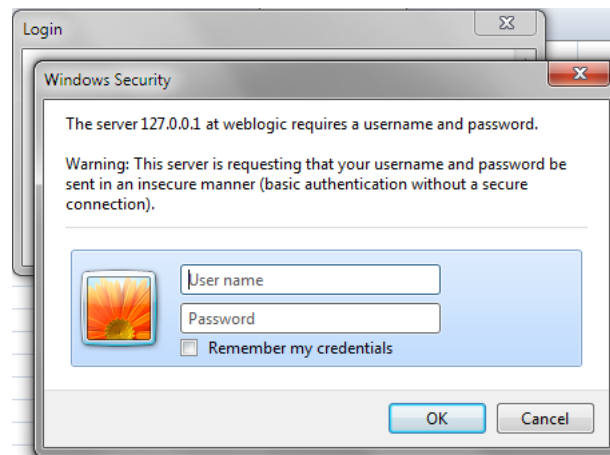 Login
Windows Security
The server 127.0.0.1 at weblogic requires a username and password.
Warning: This server is requesting that your username and password be
sent in an insecure manner (basic authentication without a secure
connection).
User name
Password
Remember my credentials
OK Cancel